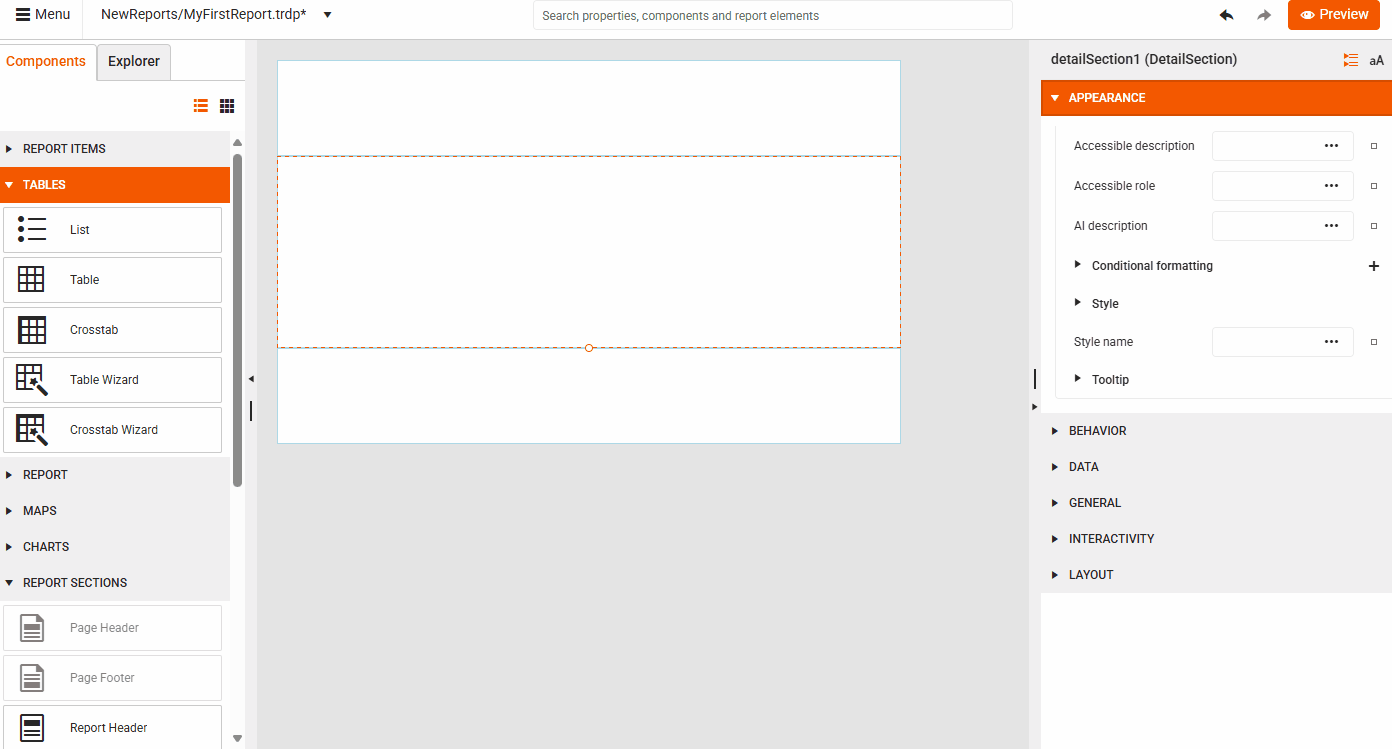 Menu
NewReports/MyFirstReport.trdp*
Search properties, components and report elements
Preview
Components
Explorer
REPORT ITEMS
TABLES
List
Table
Crosstab
Table Wizard
Crosstab Wizard
REPORT
MAPS
CHARTS
REPORT SECTIONS
Page Header
Page Footer
Report Header
detailSection1 (DetailSection)
aA
APPEARANCE
Accessible description
Accessible role
AI description
Conditional formatting
Style
Style name
Tooltip
BEHAVIOR
DATA
GENERAL
INTERACTIVITY
LAYOUT